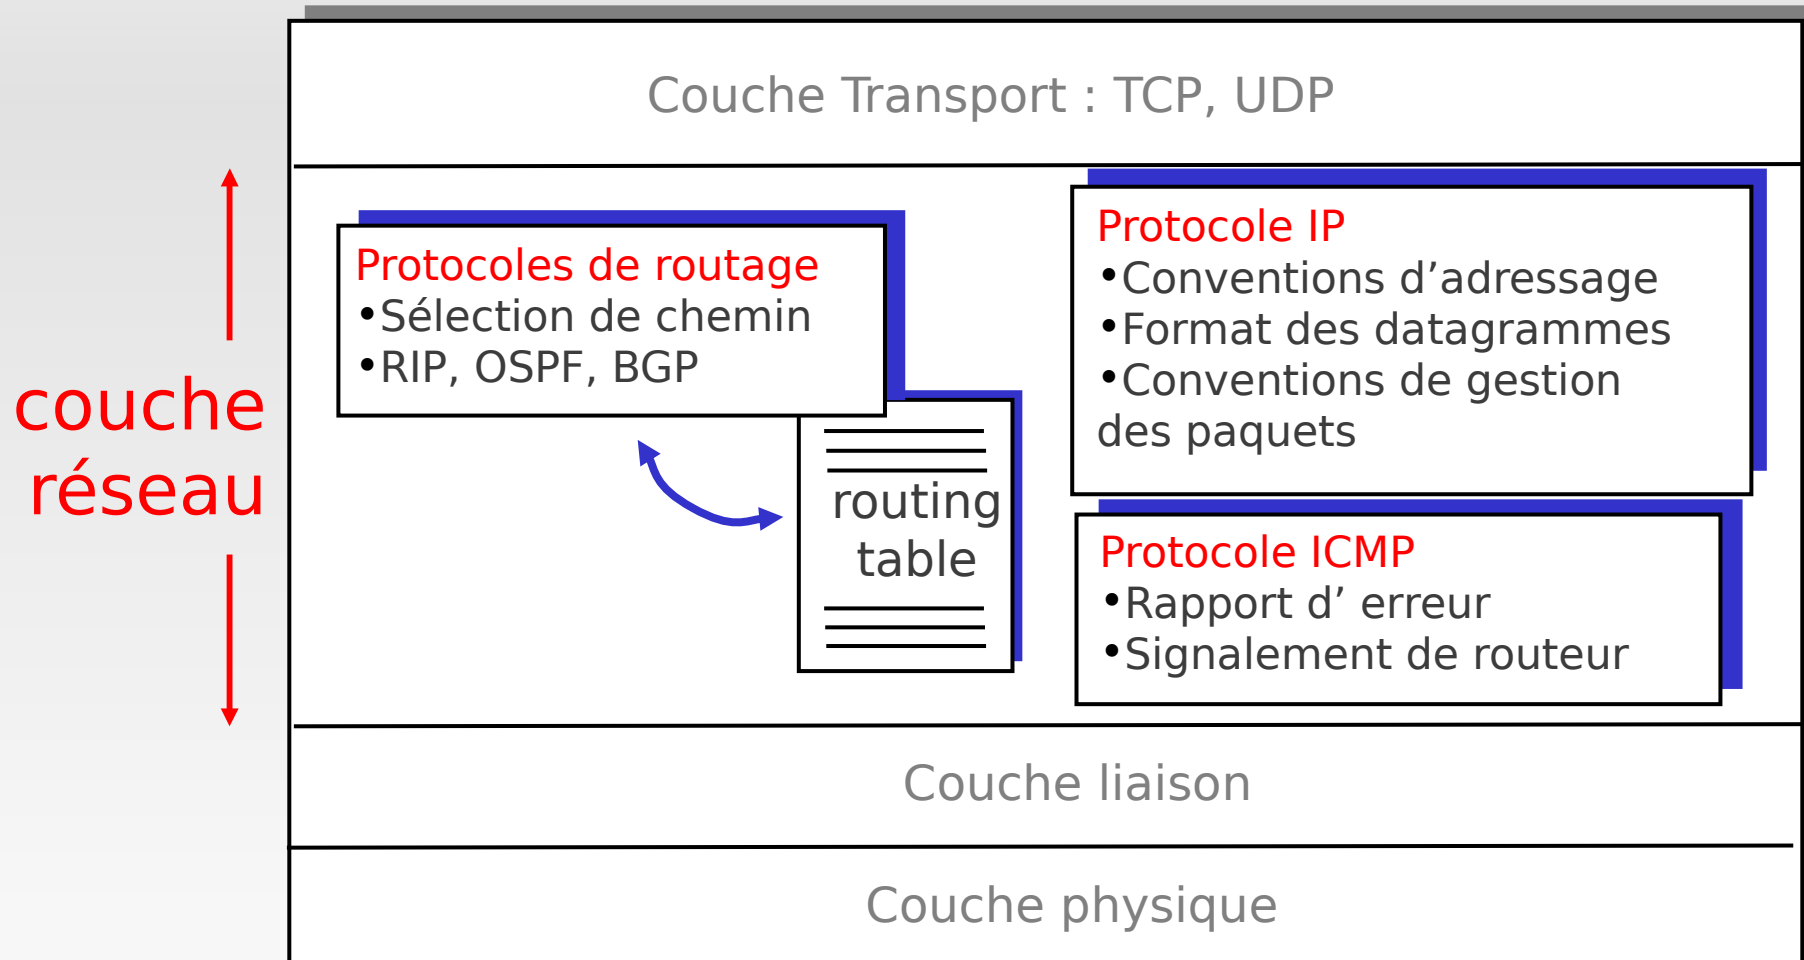 Couche Transport : TCP, UDP
couche
réseau
Protocoles de routage
•Sélection de chemin
•RIP, OSPF, BGP
routing
table
Protocole IP
•Conventions d’adressage
•Format des datagrammes
•Conventions de gestion
des paquets
Protocole ICMP
•Rapport d’ erreur
•Signalement de routeur
Couche liaison
Couche physique